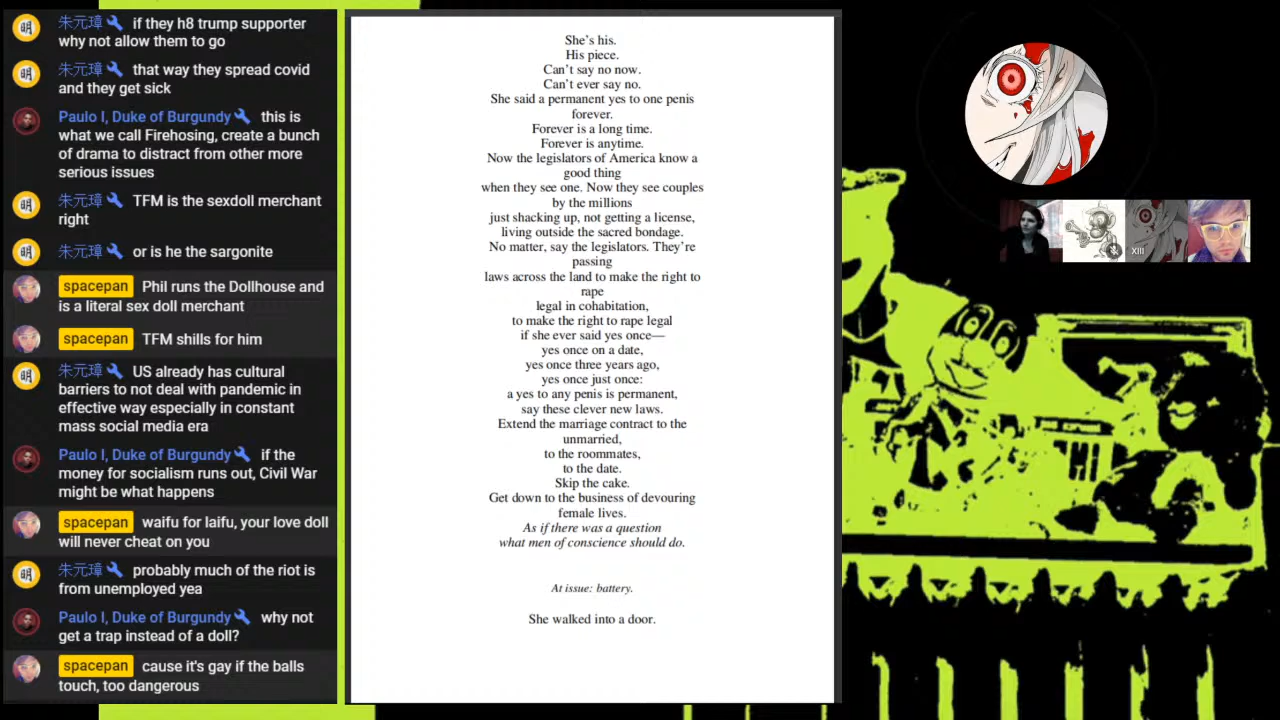 朱元璋 if they h8 trump supporter
why not allow them to go
朱元璋 that way they spread covid
and they get sick
Paulo I, Duke of Burgundy this is
what we call Firehosing, create a bunch
of drama to distract from other more
serious issues
朱元璋 TFM is the sexdoll merchant
right
朱元璋 or is he the sargonite
spacepan Phil runs the Dollhouse and
is a literal sex doll merchant
spacepan TFM shills for him
朱元璋 US already has cultural
barriers to not deal with pandemic in
effective way especially in constant
mass social media era
Paulo I, Duke of Burgundy if the
money for socialism runs out, Civil War
might be what happens
spacepan waifu for laifu, your love doll
will never cheat on you
朱元璋 probably much of the riot is
from unemployed yea
Paulo I, Duke of Burgundy why not
get a trap instead of a doll?
spacepan cause it's gay if the balls
touch, too dangerous
She's his.
His piece.
Can't say no now.
Can't ever say no.
She said a permanent yes to one penis
forever.
Forever is a long time.
Forever is anytime.
Now the legislators of America know a
good thing
when they see one. Now they see couples
by the millions
just shacking up, not getting a license,
living outside the sacred bondage.
No matter, say the legislators. They're
passing
laws across the land to make the right to
rape
legal in cohabitation,
to make the right to rape legal
if she ever said yes once—
yes once on a date,
yes once three years ago,
yes once just once:
a yes to any penis is permanent,
say these clever new laws.
Extend the marriage contract to the
unmarried,
to the roommates,
to the date.
Skip the cake.
Get down to the business of devouring
female lives.
As if there was a question
what men of conscience should do.
At issue: battery.
She walked into a door.
XIII